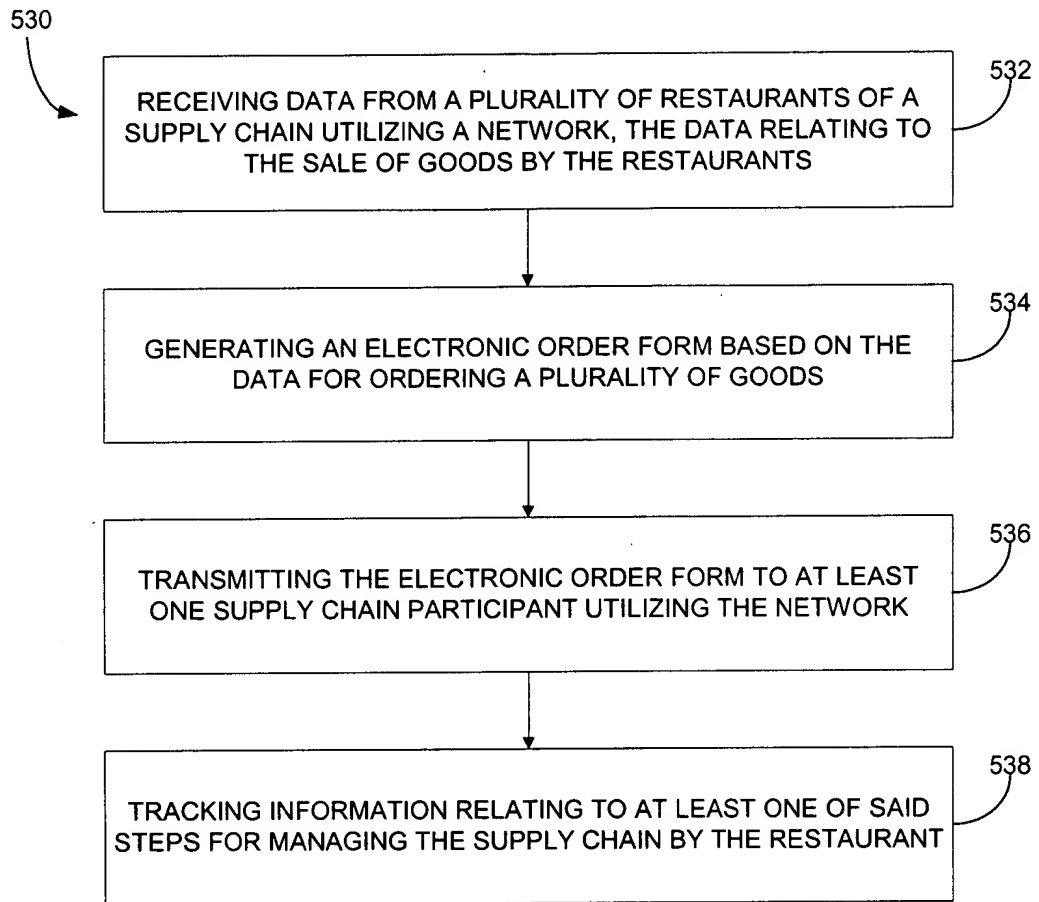 530
532
RECEIVING DATA FROM A PLURALITY OF RESTAURANTS OF A
SUPPLY CHAIN UTILIZING A NETWORK, THE DATA RELATING TO
THE SALE OF GOODS BY THE RESTAURANTS
534
GENERATING AN ELECTRONIC ORDER FORM BASED ON THE
DATA FOR ORDERING A PLURALITY OF GOODS
536
TRANSMITTING THE ELECTRONIC ORDER FORM TO AT LEAST
ONE SUPPLY CHAIN PARTICIPANT UTILIZING THE NETWORK
538
TRACKING INFORMATION RELATING TO AT LEAST ONE OF SAID
STEPS FOR MANAGING THE SUPPLY CHAIN BY THE RESTAURANT